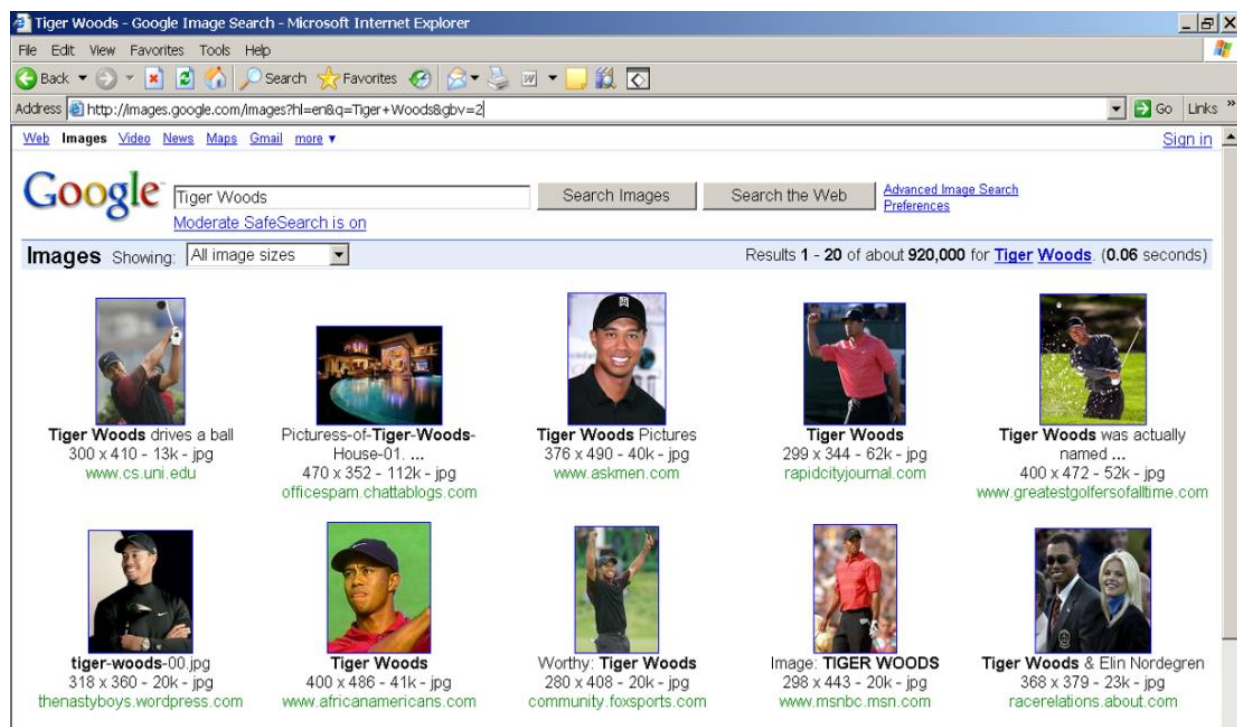 Tiger Woods - Google Image Search - Microsoft Internet Explorer
File Edit View Favorites Tools Help
Back Search Favorites
Address http://images.google.com/images?hl=en&q=Tiger+Woods&gbv=2 Go Links »
Web Images Video News Maps Gmail more ▼ Sign in
Google Tiger Woods Search Images Search the Web Advanced Image Search
Preferences
Moderate SafeSearch is on
Images Showing: All image sizes Results 1 - 20 of about 920,000 for Tiger Woods. (0.06 seconds)
Tiger Woods drives a ball
300 x 410 - 13k - jpg
www.cs.uni.edu
Picturess-of-Tiger-Woods-
House-01. ...
470 x 352 - 112k - jpg
officespam.chattablogs.com
Tiger Woods Pictures
376 x 490 - 40k - jpg
www.askmen.com
Tiger Woods
299 x 344 - 62k - jpg
rapidcityjournal.com
Tiger Woods was actually
named ...
400 x 472 - 52k - jpg
www.greatestgolfersofalltime.com
tiger-woods-00.jpg
318 x 360 - 20k - jpg
thenastyboys.wordpress.com
Tiger Woods
400 x 486 - 41k - jpg
www.africanamericans.com
Worthy: Tiger Woods
280 x 408 - 20k - jpg
community.foxsports.com
Image: TIGER WOODS
298 x 443 - 20k - jpg
www.msnbc.msn.com
Tiger Woods & Elin Nordegren
368 x 379 - 23k - jpg
racerelations.about.com